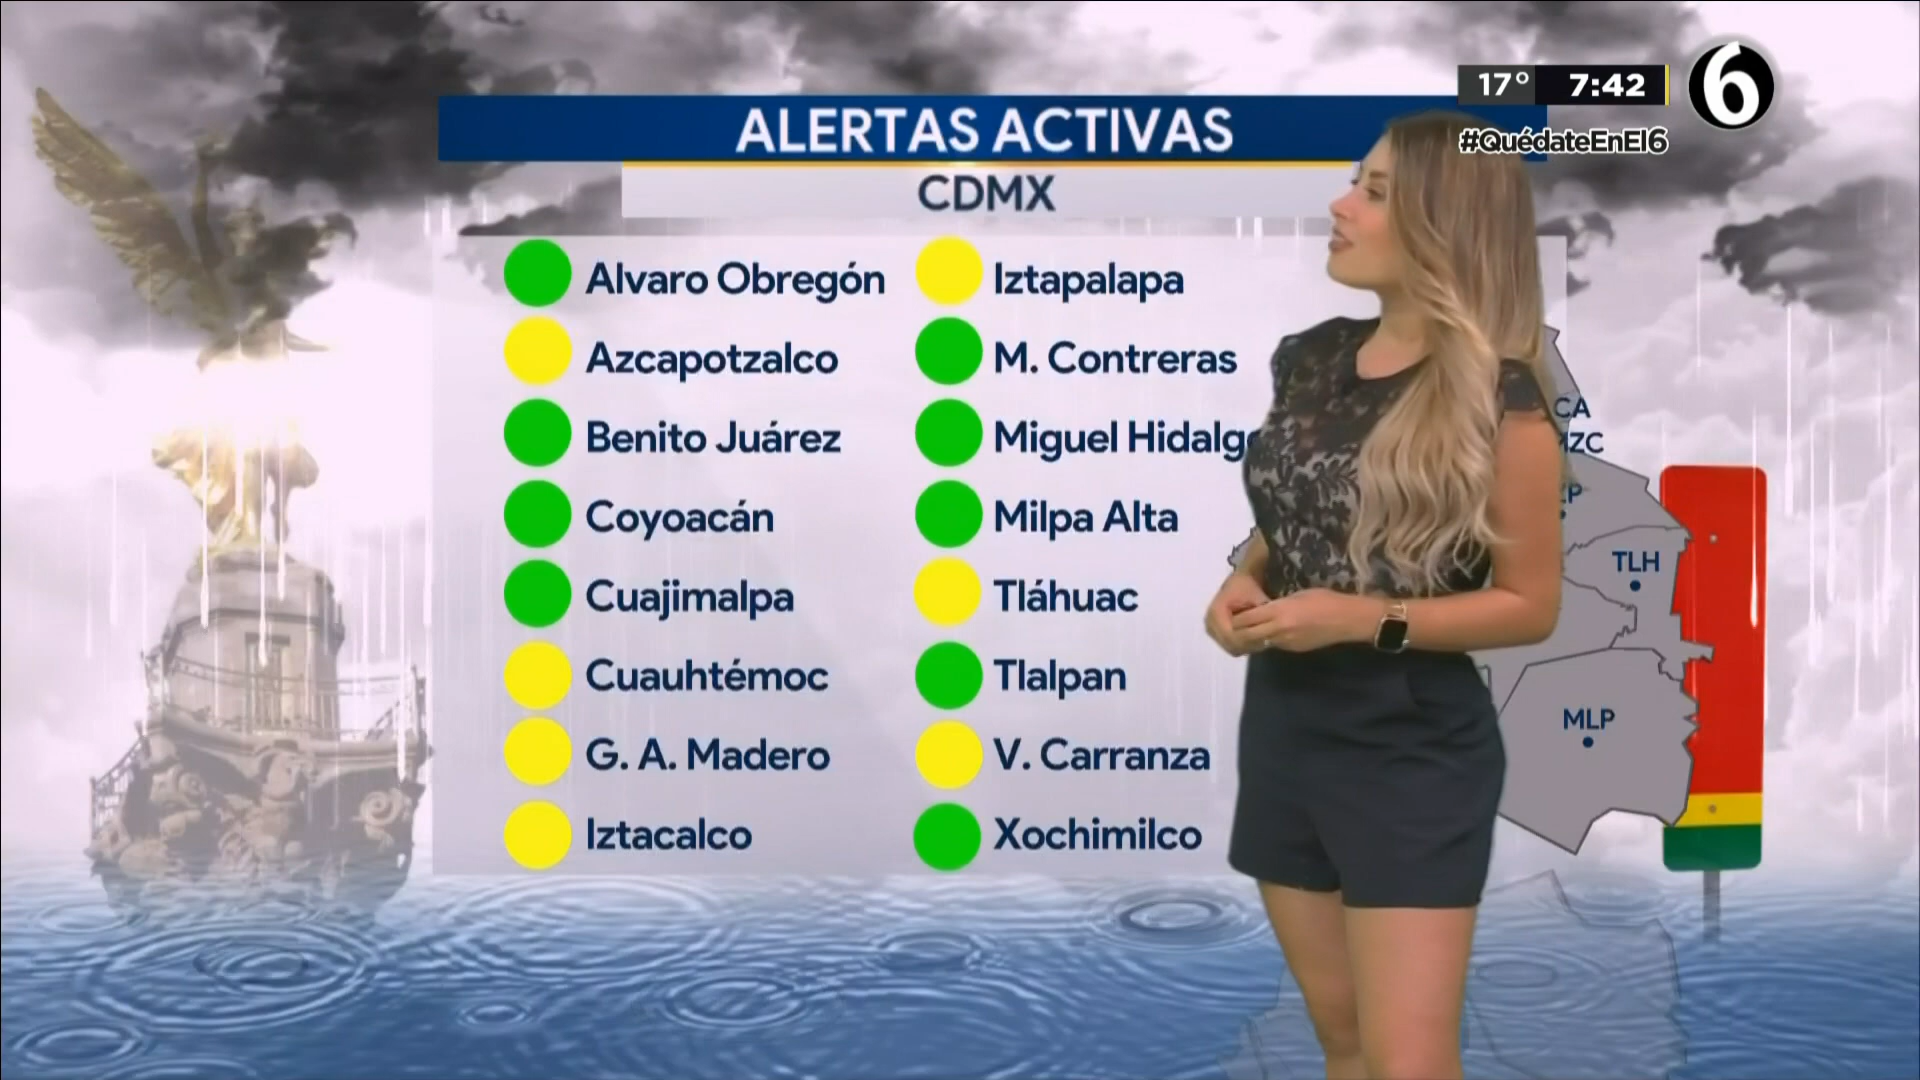 17° 7:42
6
#QuédateEnEl6
ALERTAS ACTIVAS
CDMX
Alvaro Obregón
Azcapotzalco
Benito Juárez
Coyoacán
Cuajimalpa
Cuauhtémoc
G. A. Madero
Iztacalco
Iztapalapa
M. Contreras
Miguel Hidalgo
Milpa Alta
Tláhuac
Tlalpan
V. Carranza
Xochimilco
TLH
MLP